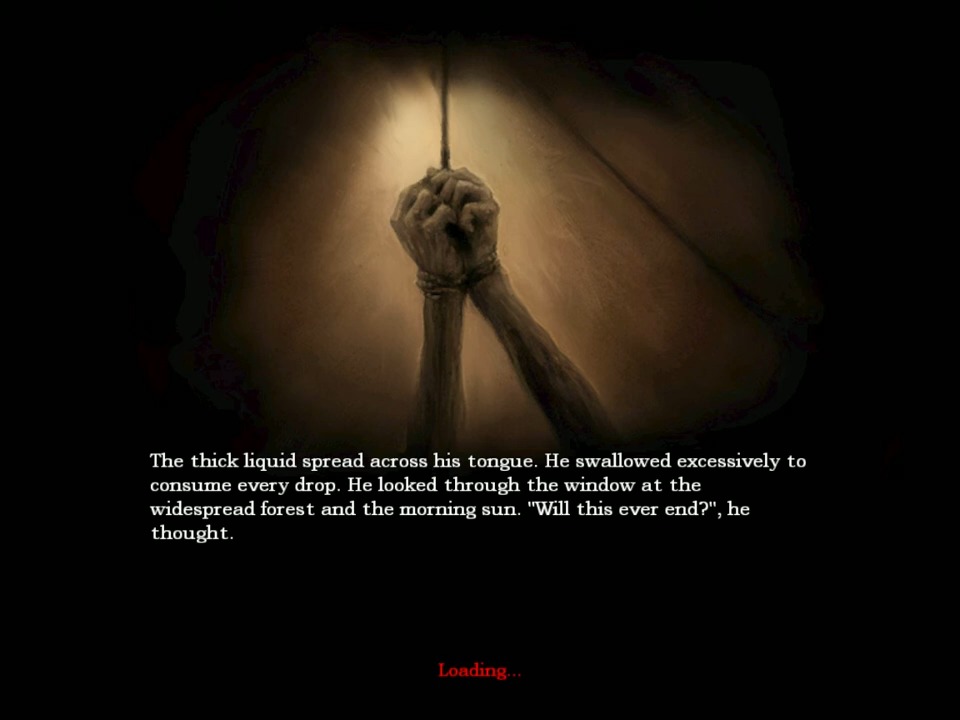 The thick liquid spread across his tongue. He swallowed excessively to
consume every drop. He looked through the window at the
widespread forest and the morning sun. "Will this ever end?", he
thought.
Loading...